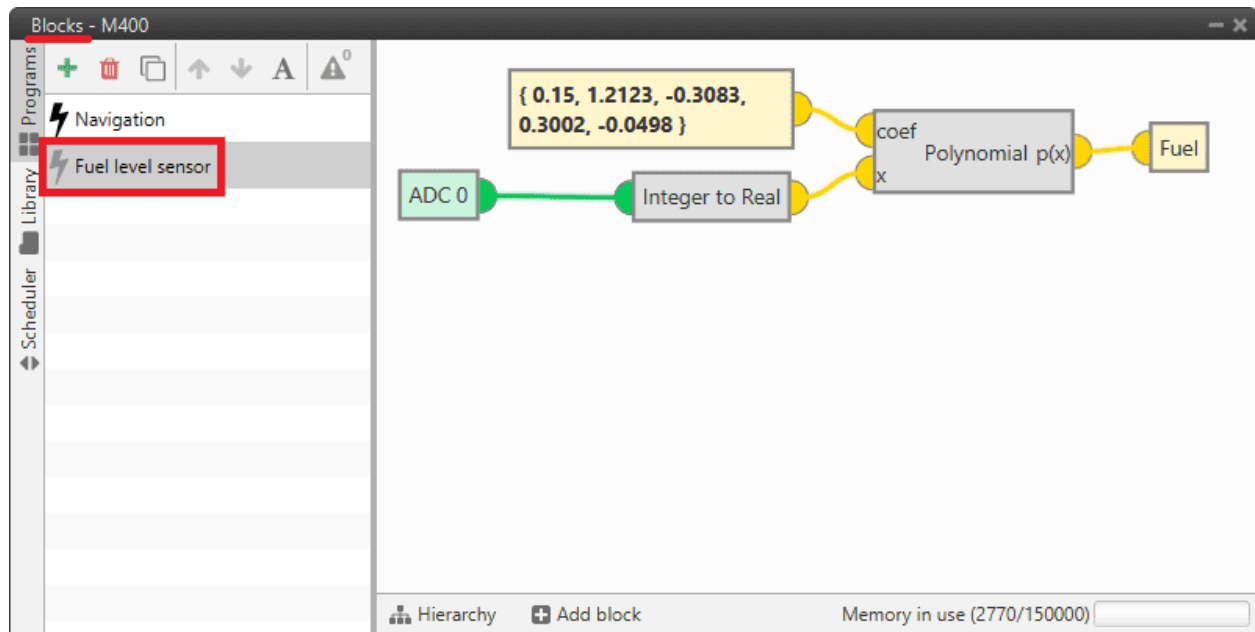 Blocks - M400
Programs
Library
Scheduler
A
0
Navigation
Fuel level sensor
{ 0.15, 1.2123, -0.3083,
0.3002, -0.0498 }
ADC 0
Integer to Real
coef
Polynomial p(x)
x
Fuel
Hierarchy
Add block
Memory in use (2770/150000)